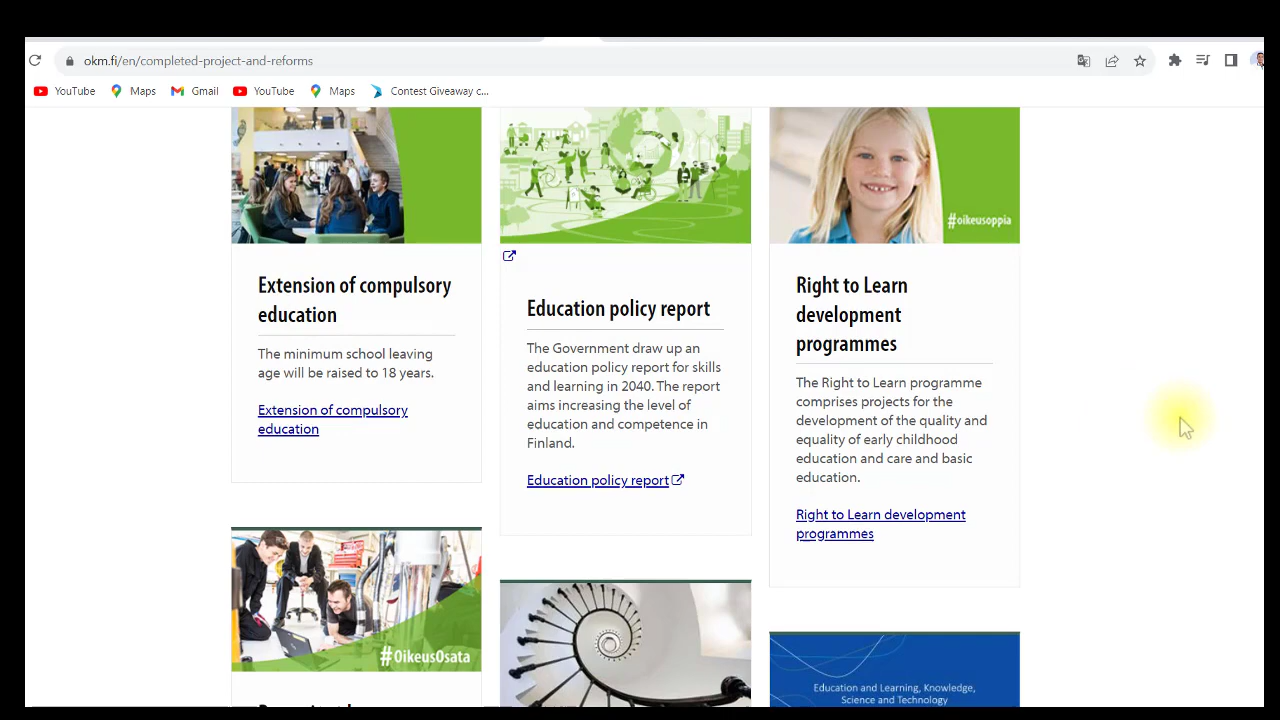 okm.fi/en/completed-project-and-reforms
YouTube
Maps
Gmail
YouTube
Maps
Contest Giveaway c...
#oikeusoppia
Extension of compulsory
education
The minimum school leaving
age will be raised to 18 years.
Extension of compulsory
education
Education policy report
The Government draw up an
education policy report for skills
and learning in 2040. The report
aims increasing the level of
education and competence in
Finland.
Education policy report
Right to Learn
development
programmes
The Right to Learn programme
comprises projects for the
development of the quality and
equality of early childhood
education and care and basic
education.
Right to Learn development
programmes
#OikeusOsata
Education and Learning, Knowledge,
Science and Technology